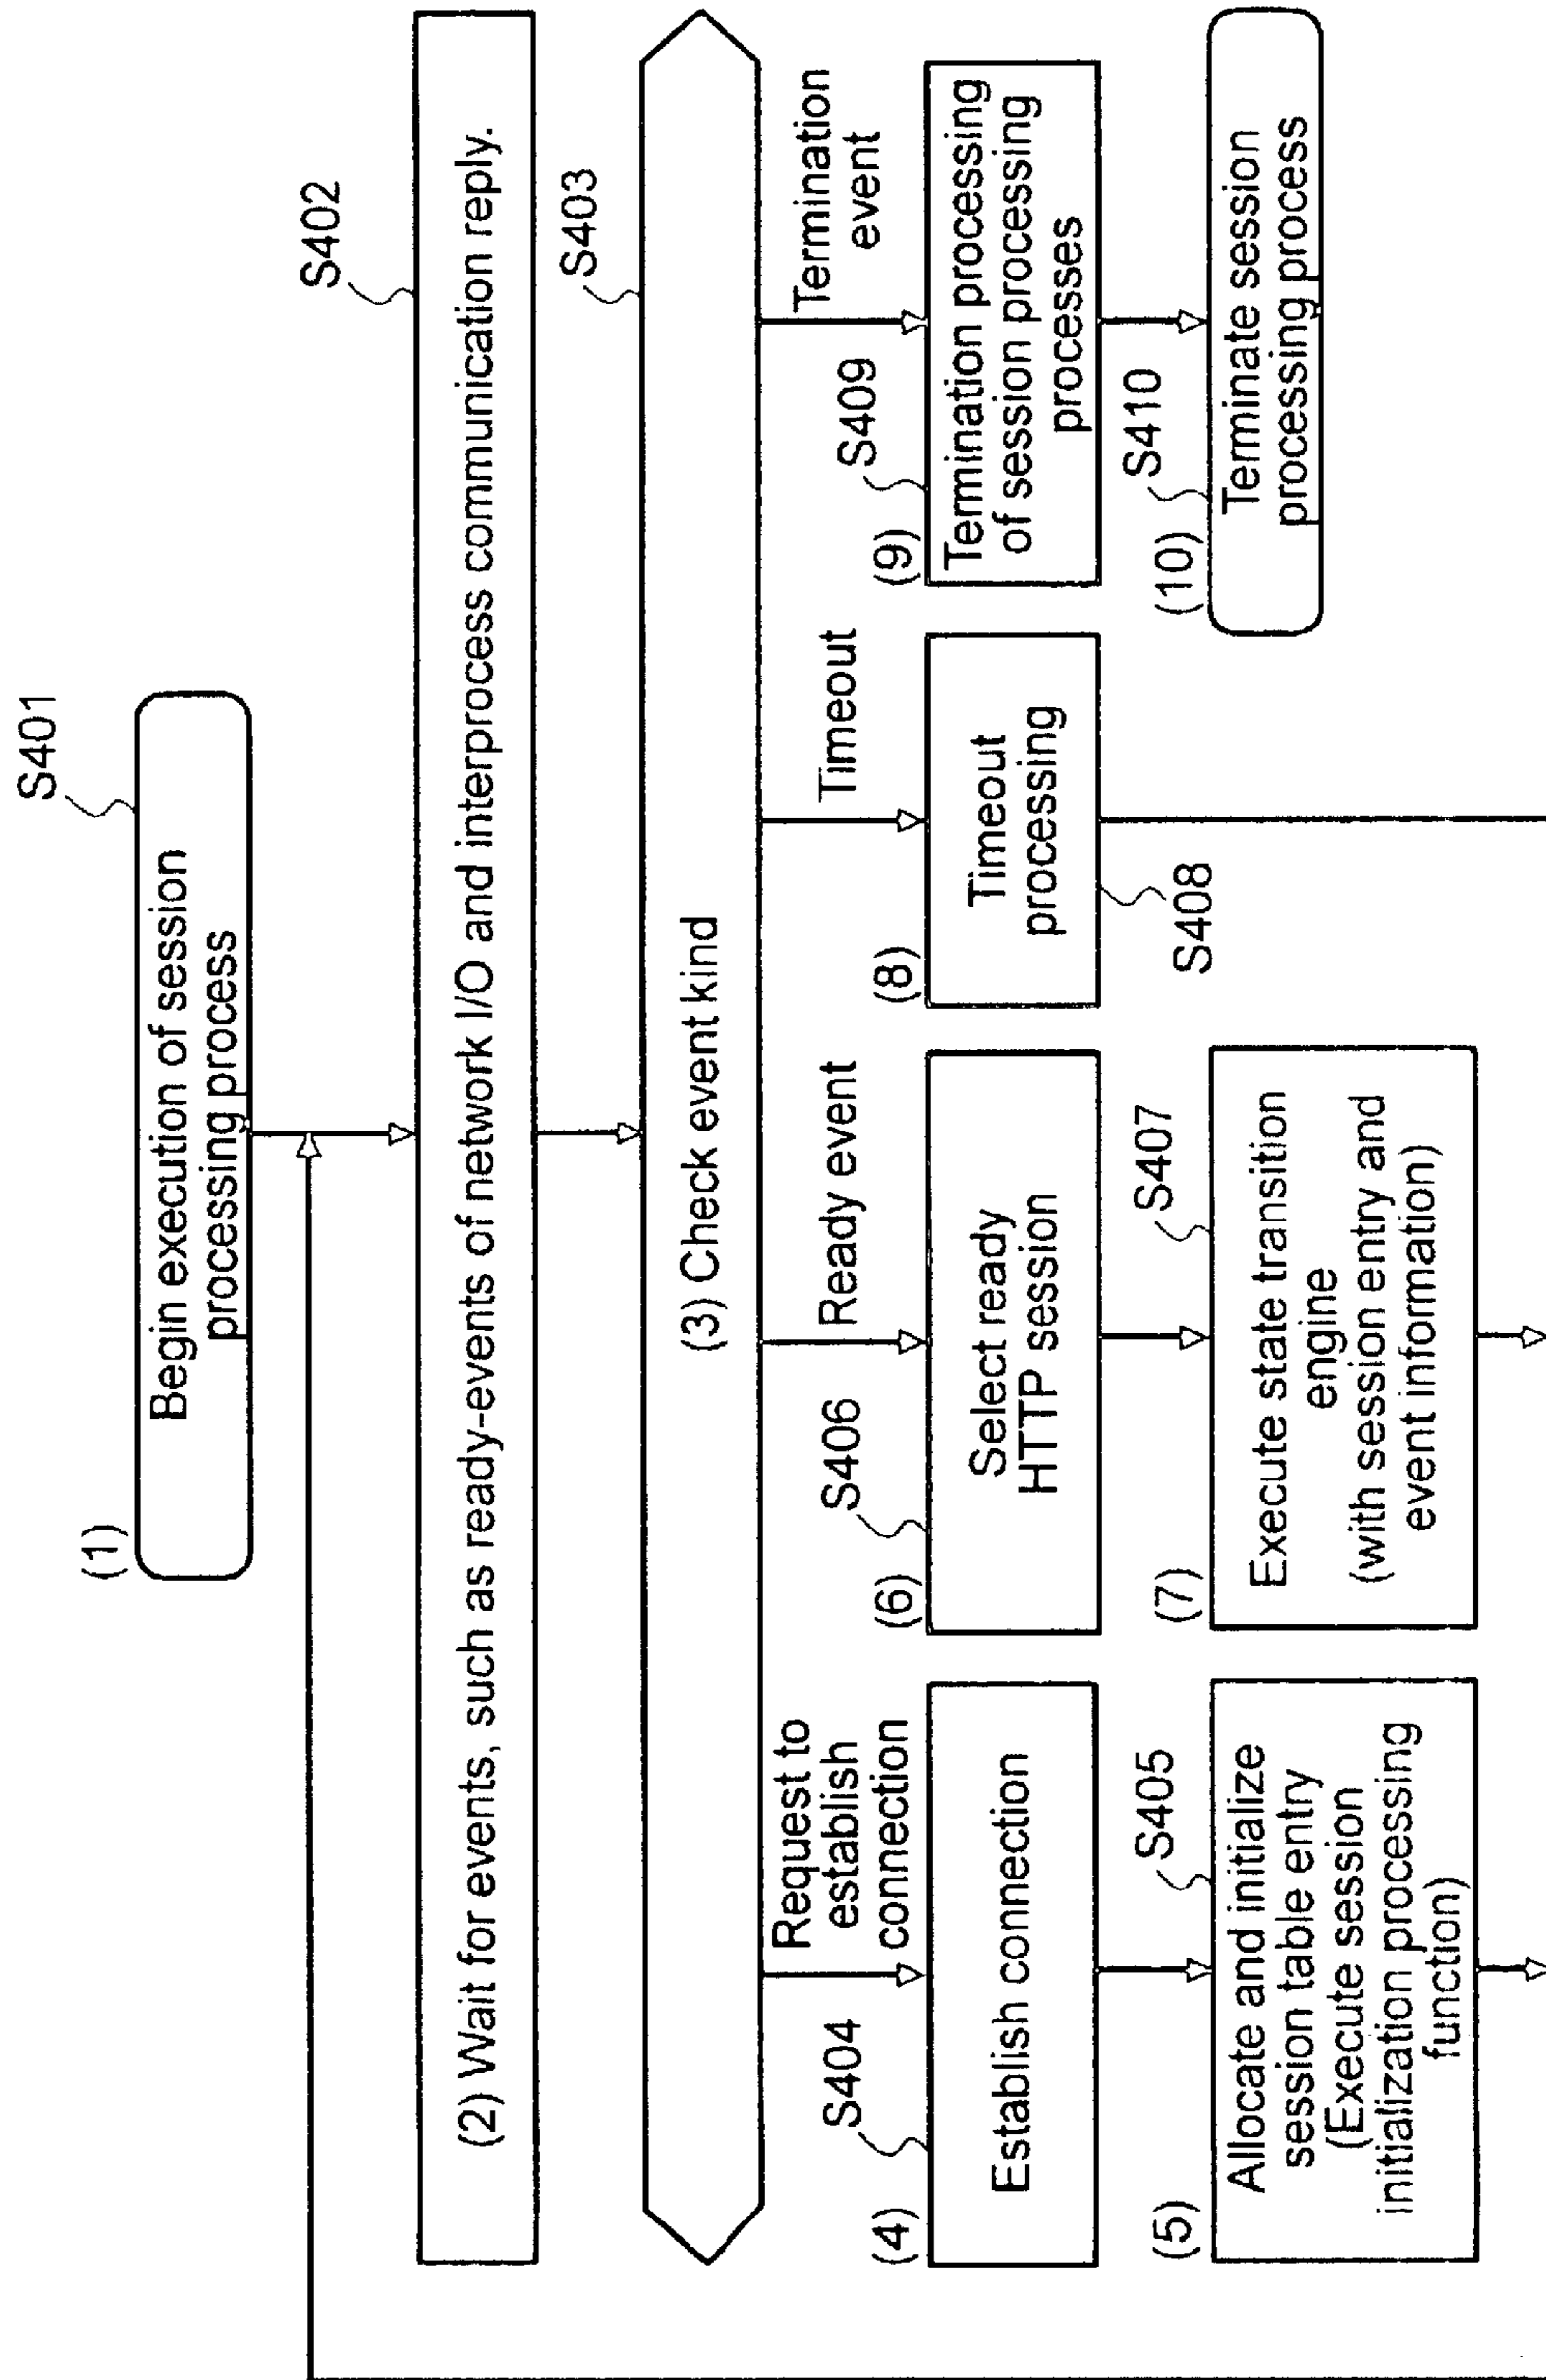 S401
(1)
Begin execution of session
processing process
S402
(2) Wait for events, such as ready-events of network I/O and interprocess communication reply.
S403
(3) Check event kind
Request to
establish
connection
S404
(4)
Establish connection
S405
(5)
Allocate and initialize
session table entry
(Execute session
initialization processing
function)
Ready event
S406
(6)
Select ready
HTTP session
S407
(7)
Execute state transition
engine
(with session entry and
event information)
Timeout
(8)
Timeout
processing
S408
Termination
event
S409
(9)
Termination processing
of session processing
processes
S410
(10)
Terminate session
processing process